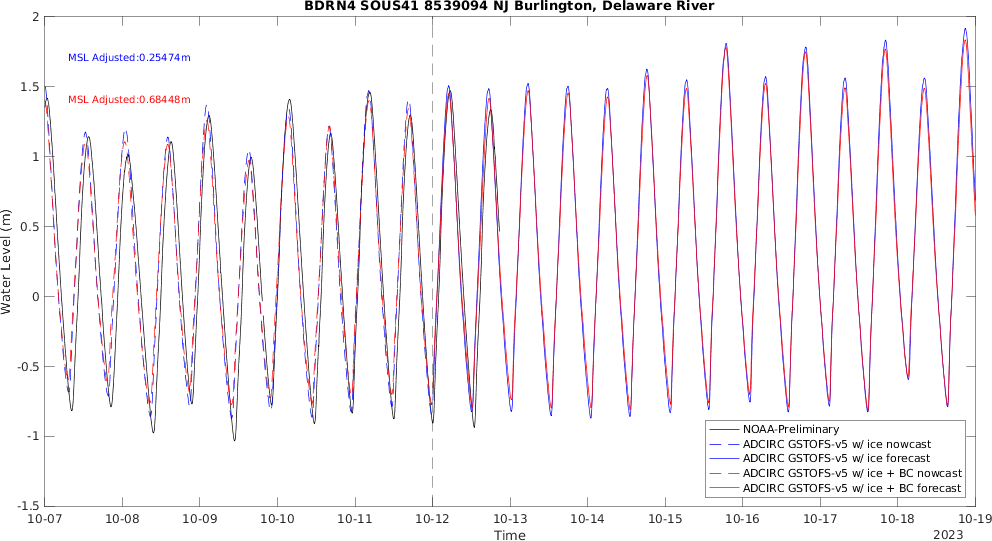 BDRN4 SOUS41 8539094 NJ Burlington, Delaware River
2
1.5
1
0.5
0
-0.5
-1
-1.5
Water Level (m)
MSL Adjusted:0.25474m
MSL Adjusted:0.68448m
NOAA-Preliminary
ADCIRC GSTOFS-v5 w/ ice nowcast
ADCIRC GSTOFS-v5 w/ ice forecast
ADCIRC GSTOFS-v5 w/ ice + BC nowcast
ADCIRC GSTOFS-v5 w/ ice + BC forecast
10-07 10-08 10-09 10-10 10-11 10-12 10-13 10-14 10-15 10-16 10-17 10-18 10-19
Time
2023